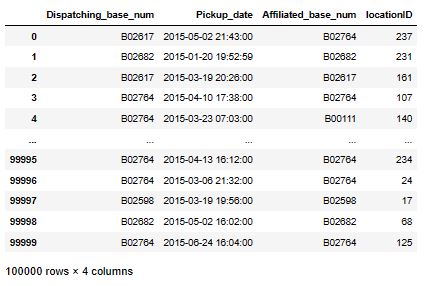 Dispatching_base_num Pickup_date Affiliated_base_num locationID
0 B02617 2015-05-02 21:43:00 B02764 237
1 B02682 2015-01-20 19:52:59 B02682 231
2 B02617 2015-03-19 20:26:00 B02617 161
3 B02764 2015-04-10 17:38:00 B02764 107
4 B02764 2015-03-23 07:03:00 B00111 140
... ... ... ... ...
99995 B02764 2015-04-13 16:12:00 B02764 234
99996 B02764 2015-03-06 21:32:00 B02764 24
99997 B02598 2015-03-19 19:56:00 B02598 17
99998 B02682 2015-05-02 16:02:00 B02682 68
99999 B02764 2015-06-24 16:04:00 B02764 125
100000 rows × 4 columns